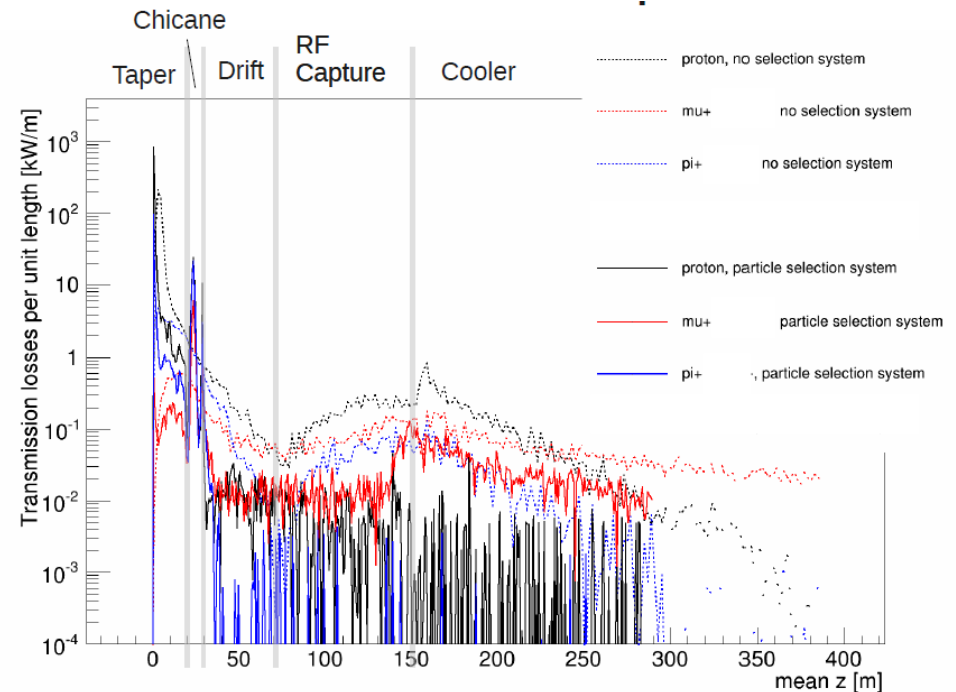 Chicane
Taper
Drift
RF
Capture
Cooler
proton, no selection system
mu+ no selection system
pi+ no selection system
proton, particle selection system
mu+ particle selection system
pi+ , particle selection system
Transmission losses per unit length [kW/m]
10³
10²
10
1
10⁻¹
10⁻²
10⁻³
10⁻⁴
0 50 100 150 200 250 300 350 400
mean z [m]